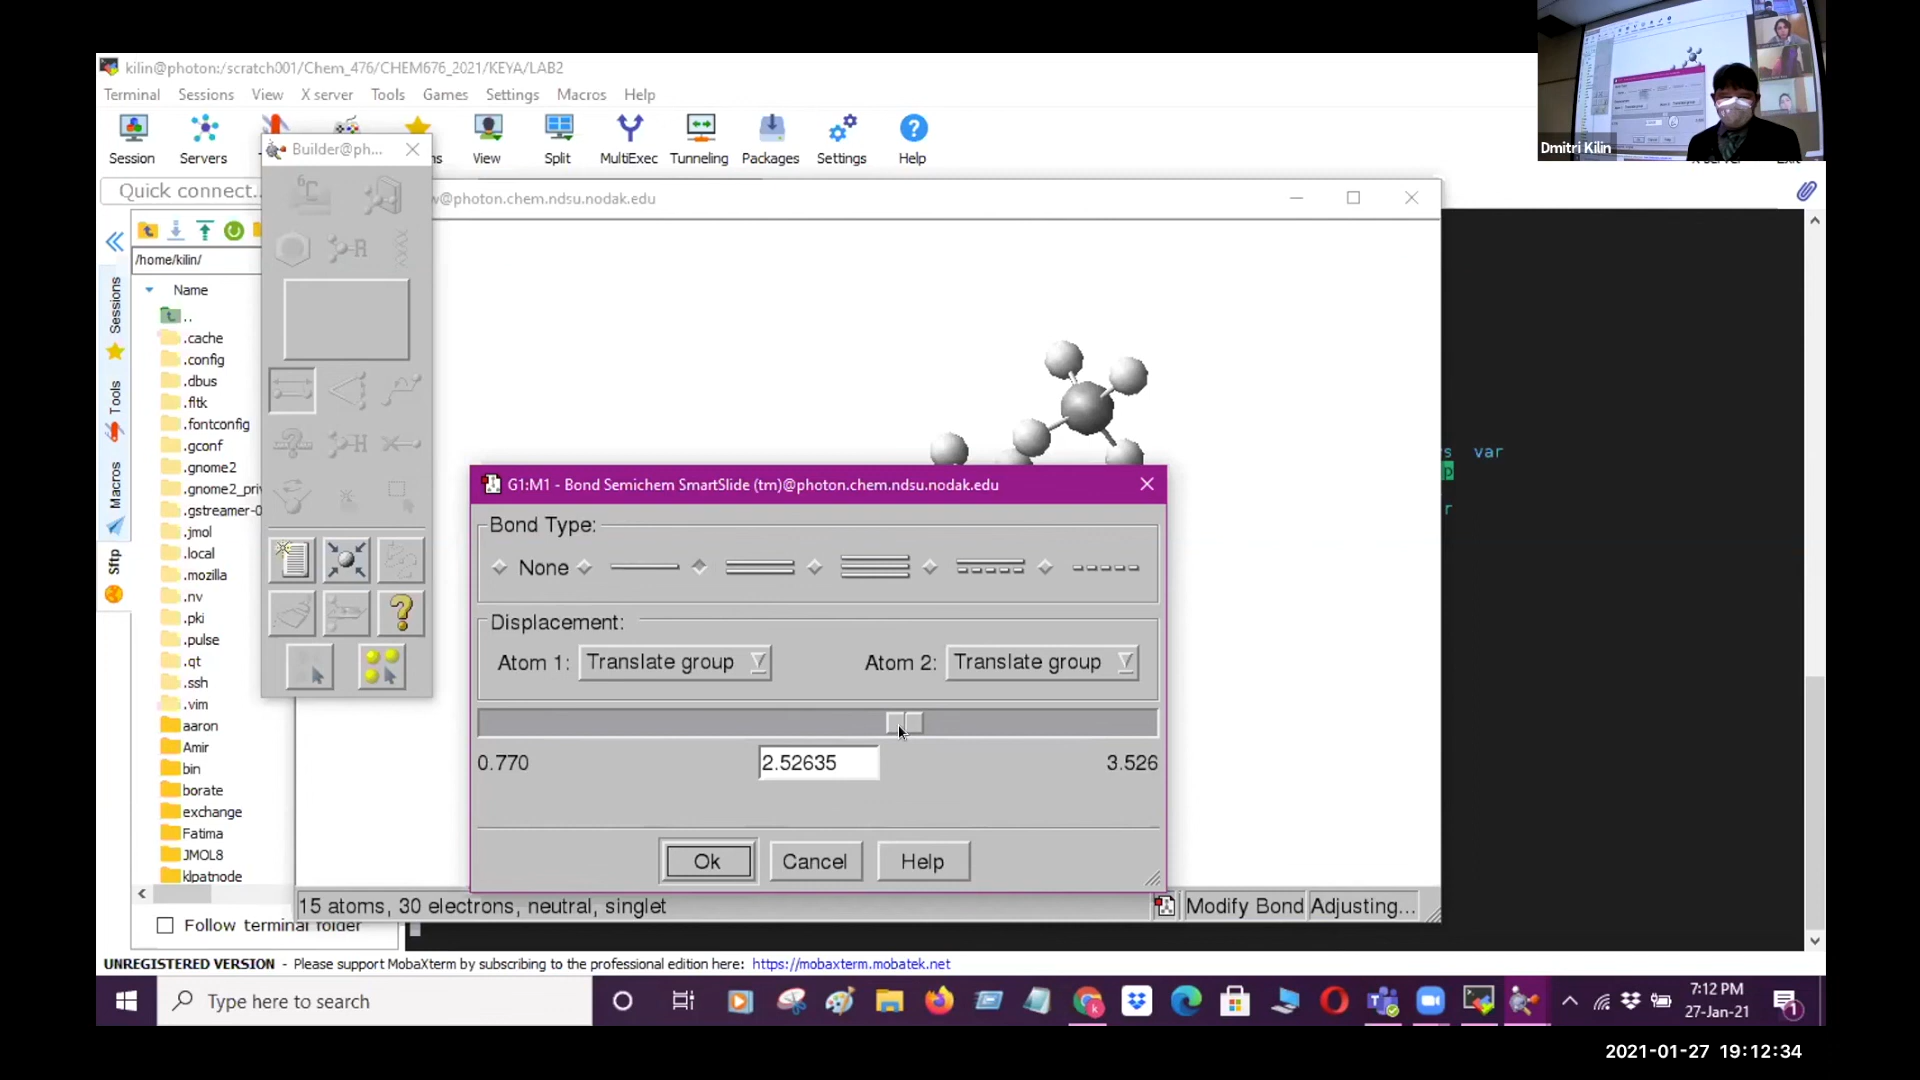 kilin@photon:/scratch001/Chem_476/CHEM676_2021/KEYA/LAB2
Terminal Sessions View X server Tools Games Settings Macros Help
Session Servers View Split MultiExec Tunneling Packages Settings Help
Dmitri Kilin
Builder@ph...
Quick connect..
w@photon.chem.ndsu.nodak.edu
6C
R
/home/kilin/
Name
..
.cache
.config
.dbus
.fltk
.fontconfig
.gconf
.gnome2
.gnome2_pri
.gstreamer-0
.jmol
.local
.mozilla
.nv
.pki
.pulse
.qt
.ssh
.vim
aaron
Amir
bin
borate
exchange
Fatima
JMOL8
klpatnode
Sessions
Tools
Macros
Sftp
H
?
s var
p
r
G1:M1 - Bond Semichem SmartSlide (tm)@photon.chem.ndsu.nodak.edu
Bond Type:
None
Displacement:
Atom 1: Translate group Atom 2: Translate group
0.770 2.52635 3.526
Ok Cancel Help
15 atoms, 30 electrons, neutral, singlet Modify Bond Adjusting...
Follow terminal folder
UNREGISTERED VERSION - Please support MobaXterm by subscribing to the professional edition here: https://mobaxterm.mobatek.net
Type here to search
7:12 PM
27-Jan-21
1
2021-01-27 19:12:34